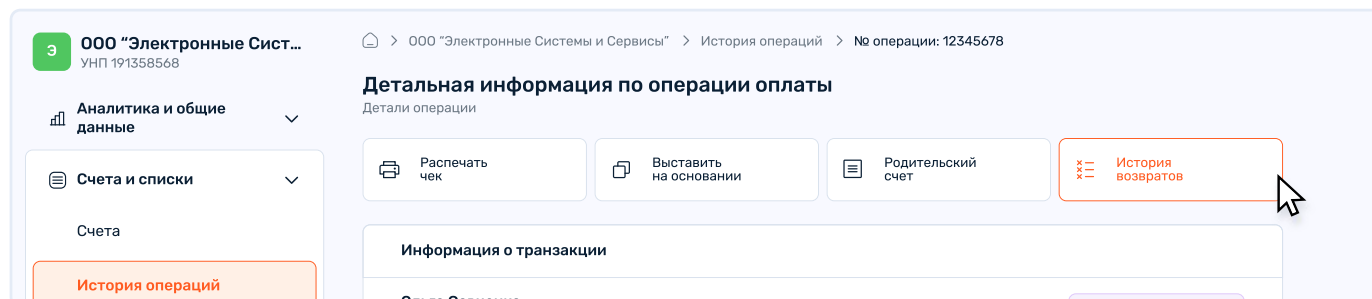 Э
ООО “Электронные Сист...
УНП 191358568
Аналитика и общие
данные
Счета и списки
Счета
История операций
ООО “Электронные Системы и Сервисы” > История операций > № операции: 12345678
Детальная информация по операции оплаты
Детали операции
Распечать
чек
Выставить
на основании
Родительский
счет
История
возвратов
Информация о транзакции